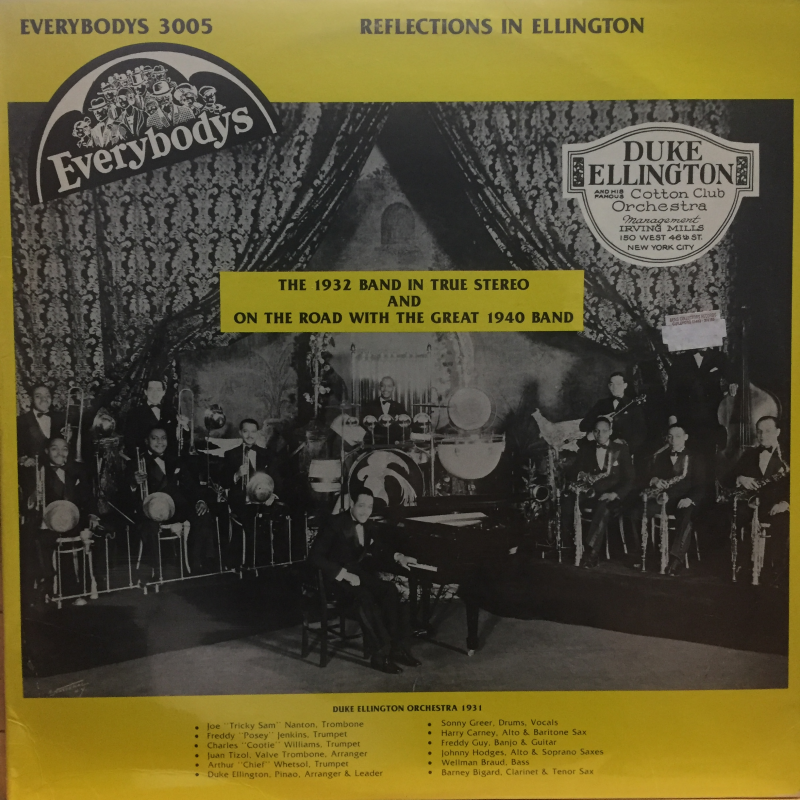 EVERYBODYS 3005
REFLECTIONS IN ELLINGTON
Everybodys
DUKE
ELLINGTON
AND HIS
FAMOUS Cotton Club
Orchestra
Management
IRVING MILLS
150 WEST 46th ST.
NEW YORK CITY
THE 1932 BAND IN TRUE STEREO
AND
ON THE ROAD WITH THE GREAT 1940 BAND
DUKE ELLINGTON ORCHESTRA 1931
• Joe "Tricky Sam" Nanton, Trombone
• Freddy "Posey" Jenkins, Trumpet
• Charles "Cootie" Williams, Trumpet
• Juan Tizol, Valve Trombone, Arranger
• Arthur "Chief" Whetsol, Trumpet
• Duke Ellington, Pinao, Arranger & Leader
• Sonny Greer, Drums, Vocals
• Harry Carney, Alto & Baritone Sax
• Freddy Guy, Banjo & Guitar
• Johnny Hodges, Alto & Soprano Saxes
• Wellman Braud, Bass
• Barney Bigard, Clarinet & Tenor Sax